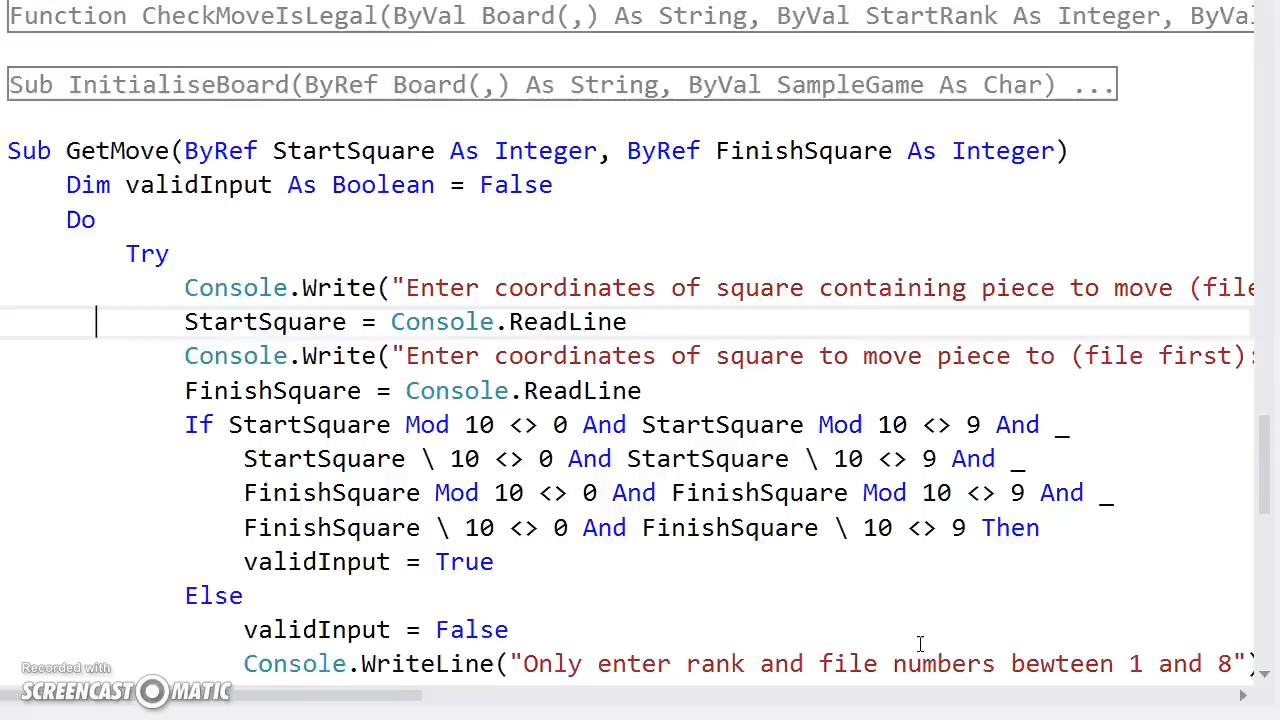 Function CheckMoveIsLegal(ByVal Board(,) As String, ByVal StartRank As Integer, ByVal
Sub InitialiseBoard(ByRef Board(,) As String, ByVal SampleGame As Char) ...
Sub GetMove(ByRef StartSquare As Integer, ByRef FinishSquare As Integer)
Dim validInput As Boolean = False
Do
Try
Console.Write("Enter coordinates of square containing piece to move (file
StartSquare = Console.ReadLine
Console.Write("Enter coordinates of square to move piece to (file first):
FinishSquare = Console.ReadLine
If StartSquare Mod 10 <> 0 And StartSquare Mod 10 <> 9 And _
StartSquare \ 10 <> 0 And StartSquare \ 10 <> 9 And _
FinishSquare Mod 10 <> 0 And FinishSquare Mod 10 <> 9 And _
FinishSquare \ 10 <> 0 And FinishSquare \ 10 <> 9 Then
validInput = True
Else
validInput = False
Console.WriteLine("Only enter rank and file numbers bewteen 1 and 8")
Recorded with
SCREENCAST MATIC